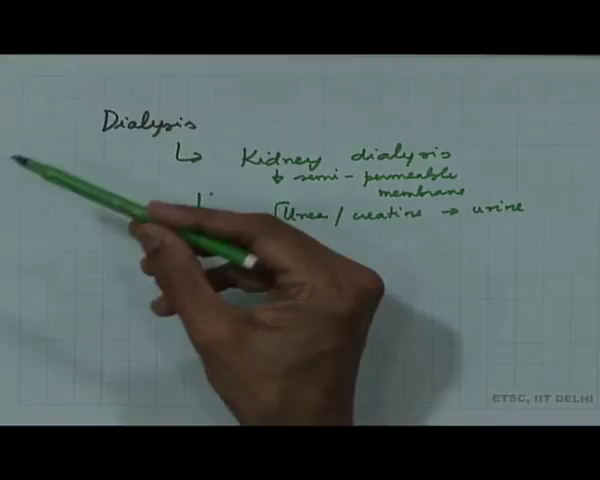 Dialysis
Kidney dialysis
semi-permeable
membrane
Urea / creatine → urine
ETSC, IIT DELHI